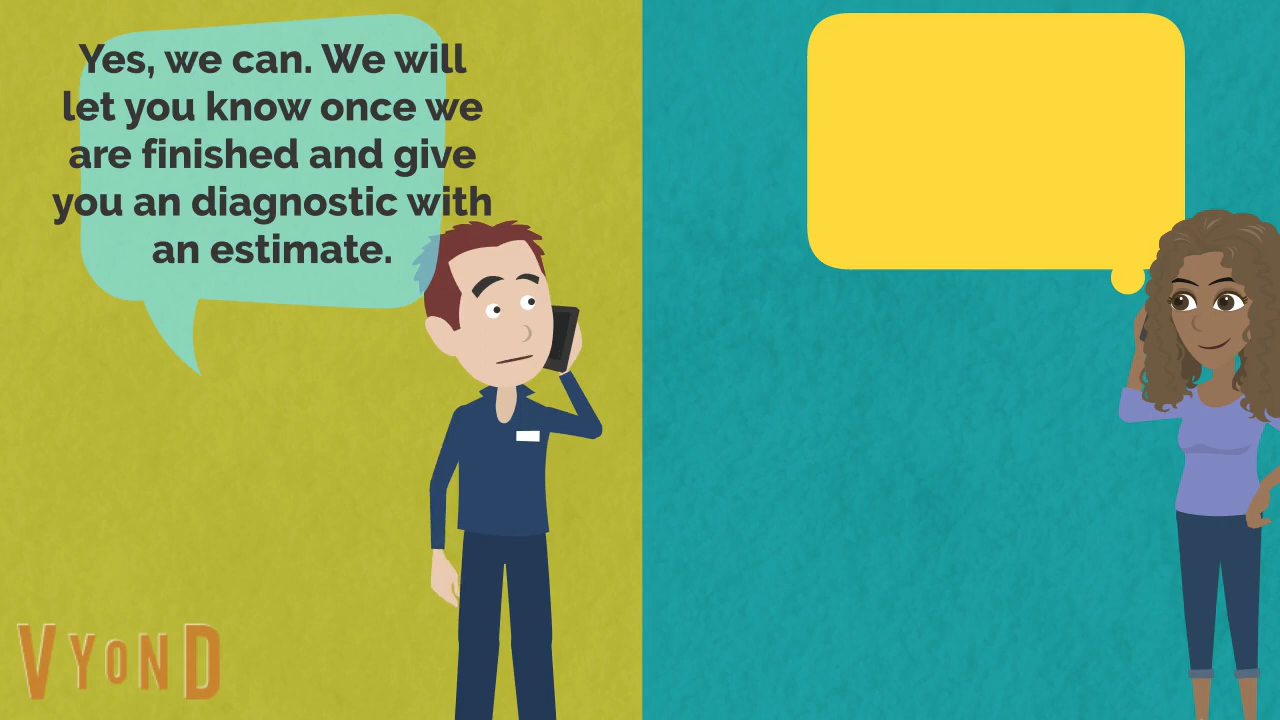 Yes, we can. We will
let you know once we
are finished and give
you an diagnostic with
an estimate.
VYOND